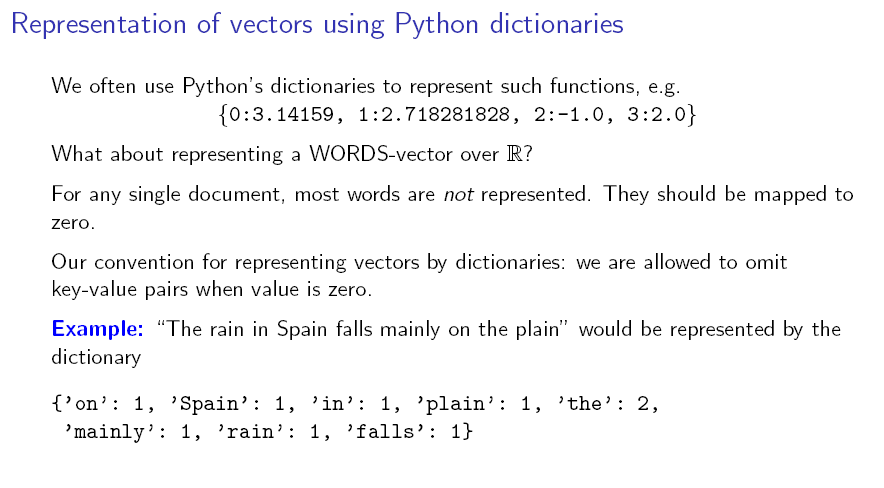 Representation of vectors using Python dictionaries
We often use Python's dictionaries to represent such functions, e.g.
{0:3.14159, 1:2.718281828, 2:-1.0, 3:2.0}
What about representing a WORDS-vector over ℝ?
For any single document, most words are not represented. They should be mapped to
zero.
Our convention for representing vectors by dictionaries: we are allowed to omit
key-value pairs when value is zero.
Example: “The rain in Spain falls mainly on the plain” would be represented by the
dictionary
{’on’: 1, ’Spain’: 1, ’in’: 1, ’plain’: 1, ’the’: 2,
’mainly’: 1, ’rain’: 1, ’falls’: 1}